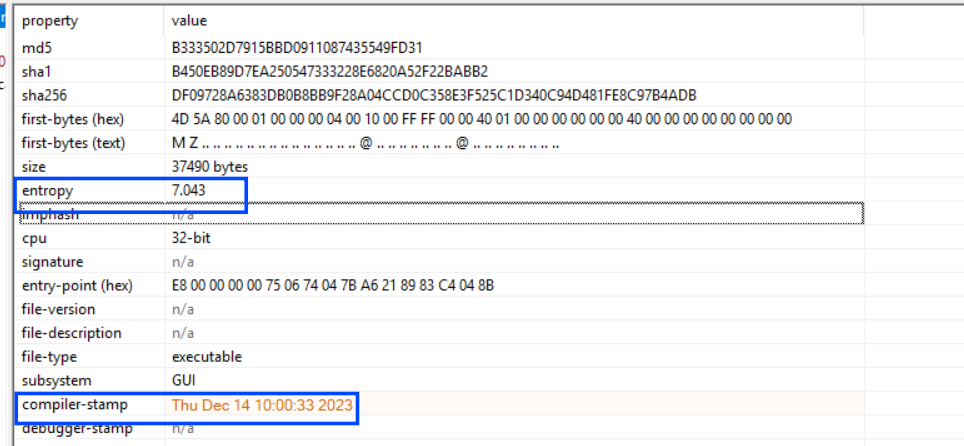 property value
md5 B333502D7915BBD0911087435549FD31
sha1 B450EB89D7EA250547333228E6820A52F22BABB2
sha256 DF09728A6383DB0B8BB9F28A04CCD0C358E3F525C1D340C94D481FE8C97B4ADB
first-bytes (hex) 4D 5A 80 00 01 00 00 00 04 00 10 00 FF FF 00 00 40 01 00 00 00 00 00 00 40 00 00 00 00 00 00 00
first-bytes (text) M Z .. .. .. .. .. .. .. .. .. .. .. .. .. .. @ .. .. .. .. .. .. .. @ .. .. .. .. .. .. ..
size 37490 bytes
entropy 7.043
imphash n/a
cpu 32-bit
signature n/a
entry-point (hex) E8 00 00 00 00 75 06 74 04 7B A6 21 89 83 C4 04 8B
file-version n/a
file-description n/a
file-type executable
subsystem GUI
compiler-stamp Thu Dec 14 10:00:33 2023
debugger-stamp n/a